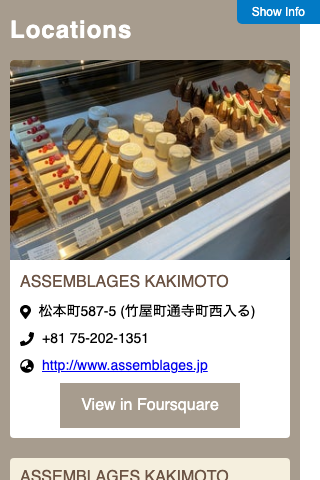 Show Info
Locations
ASSEMBLAGES KAKIMOTO
松本町587-5 (竹屋町通寺町西入る)
+81 75-202-1351
http://www.assemblages.jp
View in Foursquare
ASSEMBLAGES KAKIMOTO